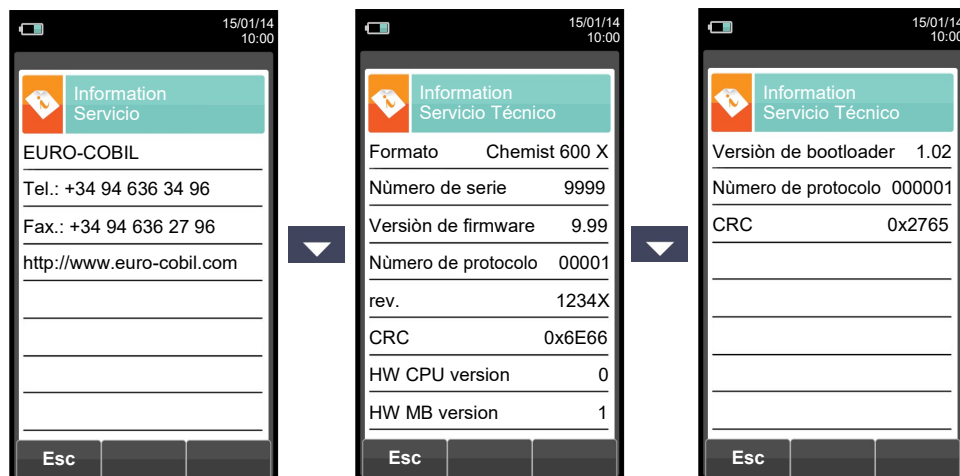 15/01/14
10:00
Information
Servicio
EURO-COBIL
Tel.: +34 94 636 34 96
Fax.: +34 94 636 27 96
http://www.euro-cobil.com
Esc
15/01/14
10:00
Information
Servicio Técnico
Formato Chemist 600 X
Nùmero de serie 9999
Versiòn de firmware 9.99
Nùmero de protocolo 00001
rev. 1234X
CRC 0x6E66
HW CPU version 0
HW MB version 1
Esc
15/01/14
10:00
Information
Servicio Técnico
Versiòn de bootloader 1.02
Nùmero de protocolo 000001
CRC 0x2765
Esc